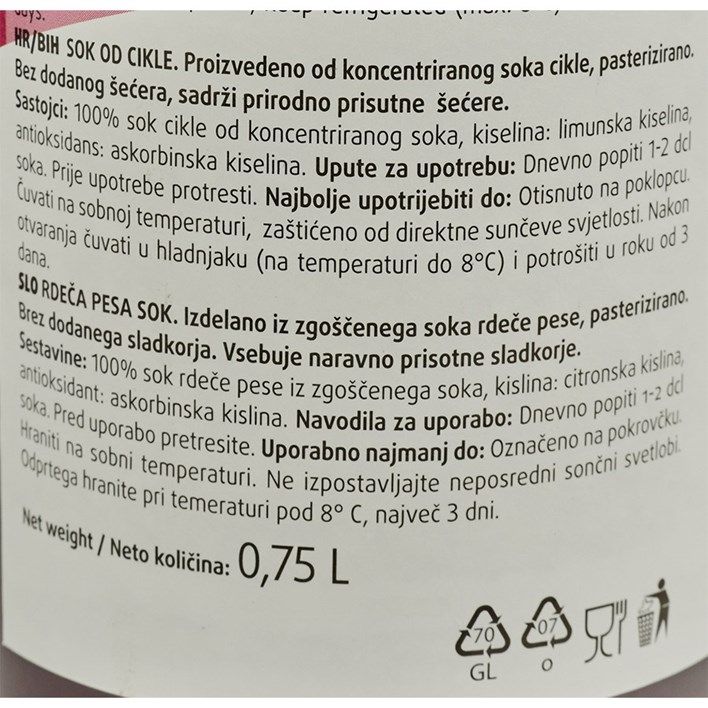 days.
HR/BIH SOK OD CIKLE. Proizvedeno od koncentriranog soka cikle, pasterizirano.
Bez dodanog šećera, sadrži prirodno prisutne šećere.
Sastojci: 100% sok cikle od koncentriranog soka, kiselina: limunska kiselina,
antioksidans: askorbinska kiselina. Upute za upotrebu: Dnevno popiti 1-2 dcl
soka. Prije upotrebe protresti. Najbolje upotrijebiti do: Otisnuto na poklopcu.
Čuvati na sobnoj temperaturi, zaštićeno od direktne sunčeve svjetlosti. Nakon
otvaranja čuvati u hladnjaku (na temperaturi do 8°C) i potrošiti u roku od 3
dana.
SLO RDEČA PESA SOK. Izdelano iz zgoščenega soka rdeče pese, pasterizirano.
Brez dodanega sladkorja. Vsebuje naravno prisotne sladkorje.
Sestavine: 100% sok rdeče pese iz zgoščenega soka, kislina: citronska kislina,
antioksidant: askorbinska kislina. Navodila za uporabo: Dnevno popiti 1-2 dcl
soka. Pred uporabo pretresite. Uporabno najmanj do: Označeno na pokrovčku.
Hraniti na sobni temperaturi. Ne izpostavljajte neposredni sončni svetlobi.
Odprtega hranite pri temeraturi pod 8° C, največ 3 dni.
Net weight / Neto količina: 0,75 L
70 07
GL O